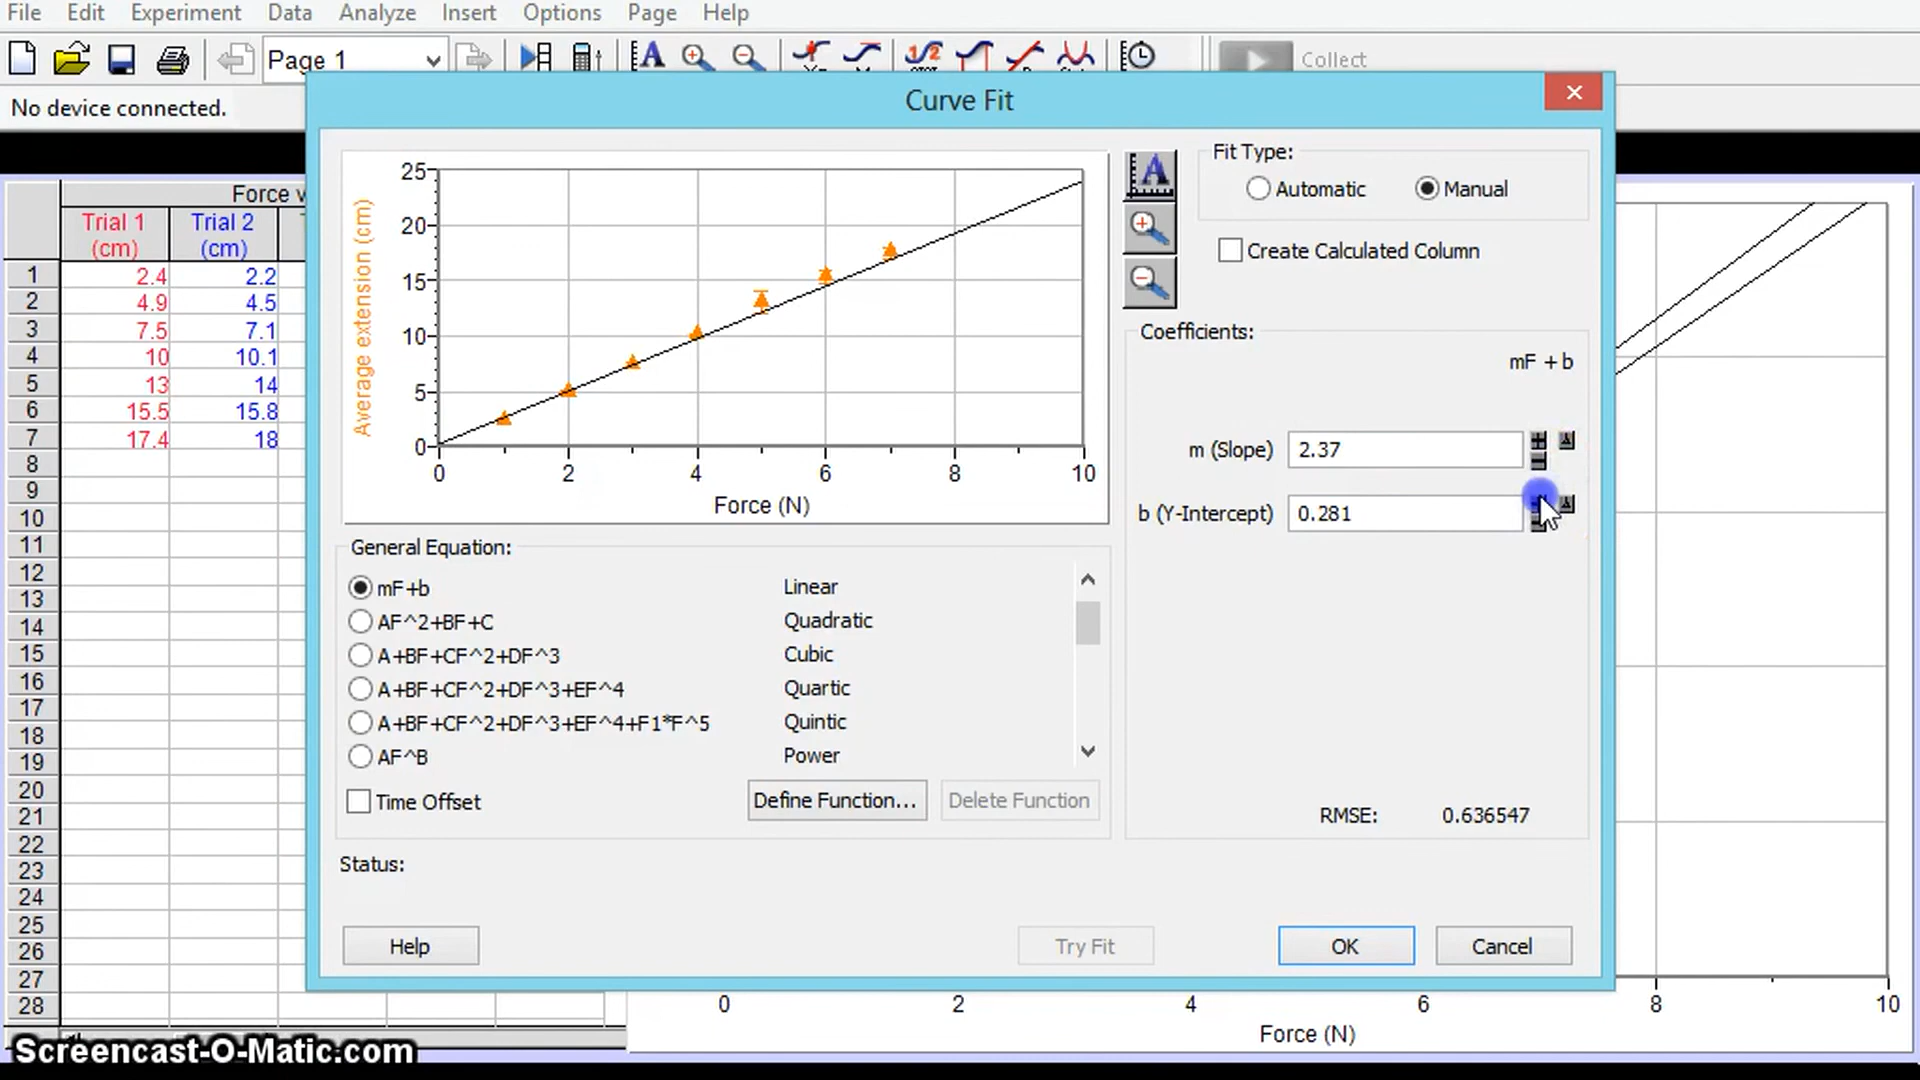 File Edit Experiment Data Analyze Insert Options Page Help
Page 1 Collect
No device connected.
Curve Fit
Force v
Trial 1 Trial 2
(cm) (cm)
1 2.4 2.2
2 4.9 4.5
3 7.5 7.1
4 10 10.1
5 13 14
6 15.5 15.8
7 17.4 18
8
9
10
11
12
13
14
15
16
17
18
19
20
21
22
23
24
25
26
27
28
Average extension (cm)
25
20
15
10
5
0
0 2 4 6 8 10
Force (N)
Fit Type:
Automatic Manual
Create Calculated Column
Coefficients:
mF + b
m (Slope) 2.37
b (Y-Intercept) 0.281
RMSE: 0.636547
General Equation:
mF+b Linear
AF^2+BF+C Quadratic
A+BF+CF^2+DF^3 Cubic
A+BF+CF^2+DF^3+EF^4 Quartic
A+BF+CF^2+DF^3+EF^4+F1*F^5 Quintic
AF^B Power
Time Offset Define Function... Delete Function
Status:
Help Try Fit OK Cancel
0 2 4 6 8 10
Force (N)
Screencast-O-Matic.com